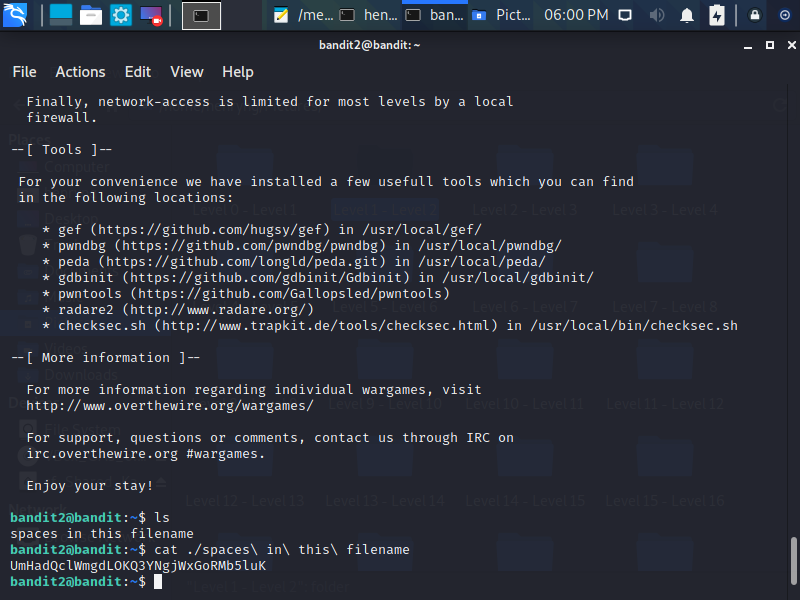 /me... hen... ban... Pict... 06:00 PM
bandit2@bandit: ~
File Actions Edit View Help
Finally, network-access is limited for most levels by a local
firewall.
--[ Tools ]--
For your convenience we have installed a few usefull tools which you can find
in the following locations:
* gef (https://github.com/hugsy/gef) in /usr/local/gef/
* pwndbg (https://github.com/pwndbg/pwndbg) in /usr/local/pwndbg/
* peda (https://github.com/longld/peda.git) in /usr/local/peda/
* gdbinit (https://github.com/gdbinit/Gdbinit) in /usr/local/gdbinit/
* pwntools (https://github.com/Gallopsled/pwntools)
* radare2 (http://www.radare.org/)
* checksec.sh (http://www.trapkit.de/tools/checksec.html) in /usr/local/bin/checksec.sh
--[ More information ]--
For more information regarding individual wargames, visit
http://www.overthewire.org/wargames/
For support, questions or comments, contact us through IRC on
irc.overthewire.org #wargames.
Enjoy your stay!
bandit2@bandit:~$ ls
spaces in this filename
bandit2@bandit:~$ cat ./spaces\ in\ this\ filename
UmHadQclWmgdLOKQ3YNgjWxGoRMb5luK
bandit2@bandit:~$